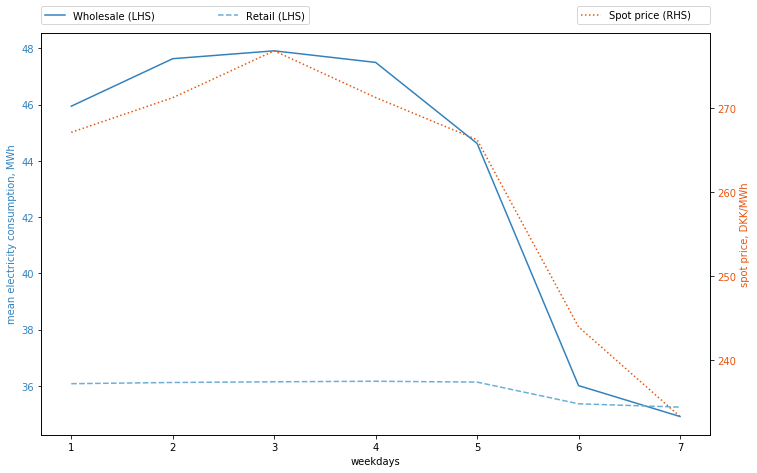 Wholesale (LHS) Retail (LHS) Spot price (RHS)
48
46
44
42
40
38
36
mean electricity consumption, MWh
270
260
250
240
spot price, DKK/MWh
1 2 3 4 5 6 7
weekdays